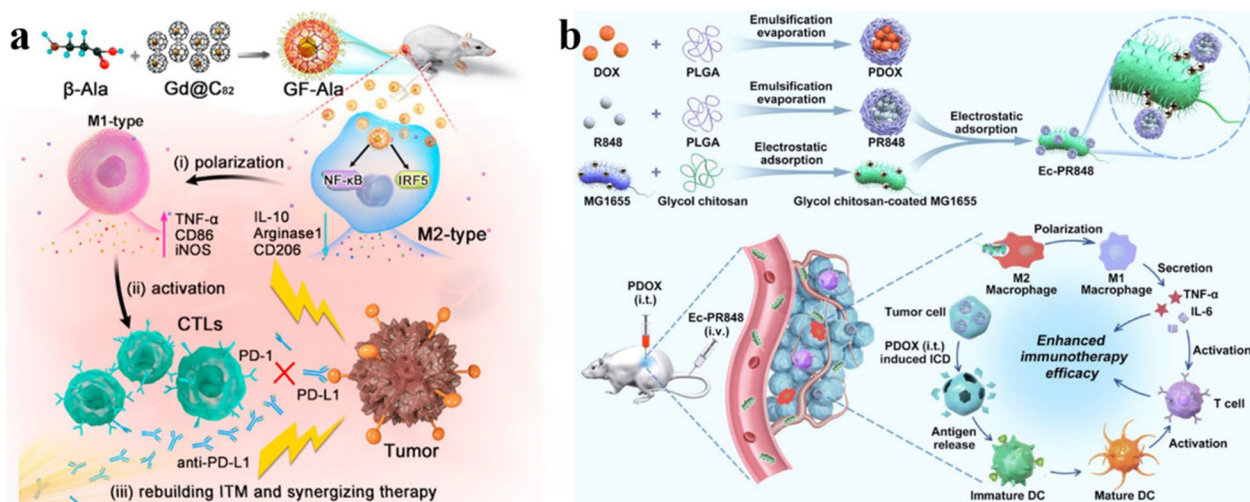 a
β-Ala
Gd@C82
GF-Ala
M1-type
(i) polarization
NF-κB
IRF5
TNF-α
CD86
iNOS
IL-10
Arginase1
CD206
M2-type
(ii) activation
CTLs
PD-1
PD-L1
anti-PD-L1
Tumor
(iii) rebuilding ITM and synergizing therapy
b
DOX
+
PLGA
Emulsification
evaporation
PDOX
R848
+
PLGA
Emulsification
evaporation
PR848
MG1655
+
Glycol chitosan
Electrostatic
adsorption
Glycol chitosan-coated MG1655
Electrostatic
adsorption
Ec-PR848
PDOX
(i.t.)
Ec-PR848
(i.v.)
Polarization
M2
Macrophage
M1
Macrophage
Secretion
TNF-α
IL-6
Tumor cell
PDOX (i.t.)
induced ICD
Enhanced
immunotherapy
efficacy
Activation
T cell
Antigen
release
Activation
Immature DC
Mature DC